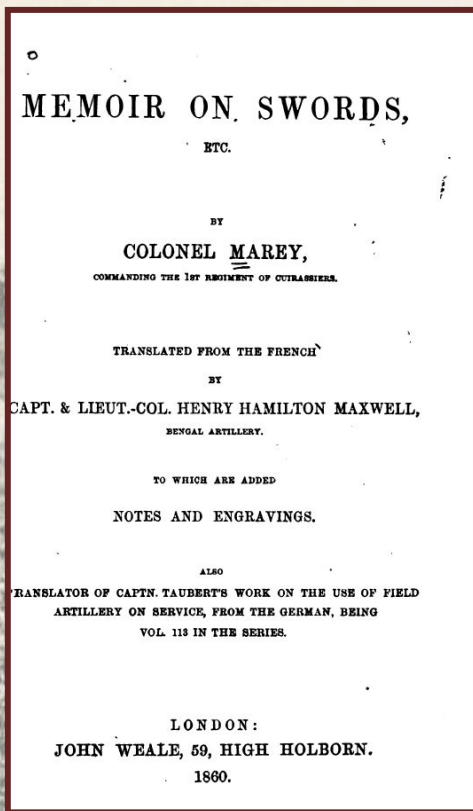 MEMOIR ON SWORDS,
ETC.
BY
COLONEL MAREY,
COMMANDING THE 1ST REGIMENT OF CUIRASSIERS.
TRANSLATED FROM THE FRENCH
BY
CAPT. & LIEUT.-COL. HENRY HAMILTON MAXWELL,
BENGAL ARTILLERY.
TO WHICH ARE ADDED
NOTES AND ENGRAVINGS.
ALSO
TRANSLATOR OF CAPTN. TAUBERT'S WORK ON THE USE OF FIELD
ARTILLERY ON SERVICE, FROM THE GERMAN, BEING
VOL. 113 IN THE SERIES.
LONDON:
JOHN WEALE, 59, HIGH HOLBORN.
1860.